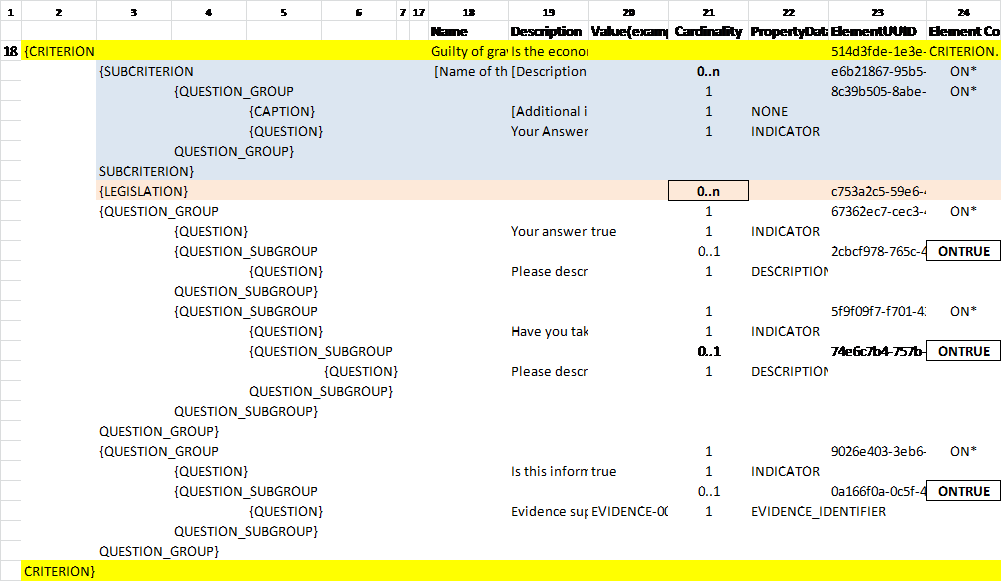 1 2 3 4 5 6 7 17 18 19 20 21 22 23 24
Name Description Value(examp Cardinality PropertyData ElementUUID Element Co
18 {CRITERION Guilty of gra Is the econo 514d3fde-1e3e- CRITERION.
{SUBCRITERION [Name of th [Description 0..n e6b21867-95b5- ON*
{QUESTION_GROUP 1 8c39b505-8abe- ON*
{CAPTION} [Additional i 1 NONE
{QUESTION} Your Answer 1 INDICATOR
QUESTION_GROUP}
SUBCRITERION}
{LEGISLATION} 0..n c753a2c5-59e6-
{QUESTION_GROUP 1 67362ec7-cec3- ON*
{QUESTION} Your answer true 1 INDICATOR
{QUESTION_SUBGROUP 0..1 2cbcf978-765c-4 ONTRUE
{QUESTION} Please descr 1 DESCRIPTION
QUESTION_SUBGROUP}
{QUESTION_SUBGROUP 1 5f9f09f7-f701-4 ON*
{QUESTION} Have you tak 1 INDICATOR
{QUESTION_SUBGROUP 0..1 74e6c7b4-757b- ONTRUE
{QUESTION} Please descr 1 DESCRIPTION
QUESTION_SUBGROUP}
QUESTION_SUBGROUP}
QUESTION_GROUP}
{QUESTION_GROUP 1 9026e403-3eb6- ON*
{QUESTION} Is this inform true 1 INDICATOR
{QUESTION_SUBGROUP 0..1 0a166f0a-0c5f-4 ONTRUE
{QUESTION} Evidence sup EVIDENCE-00 1 EVIDENCE_IDENTIFIER
QUESTION_SUBGROUP}
QUESTION_GROUP}
CRITERION}